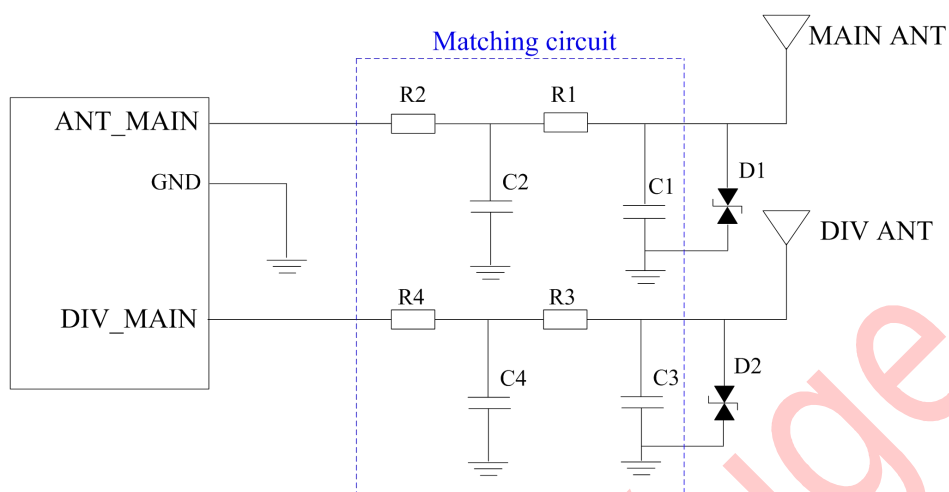 Matching circuit
MAIN ANT
R2
R1
ANT_MAIN
GND
C2
C1
D1
DIV ANT
R4
R3
DIV_MAIN
C4
C3
D2